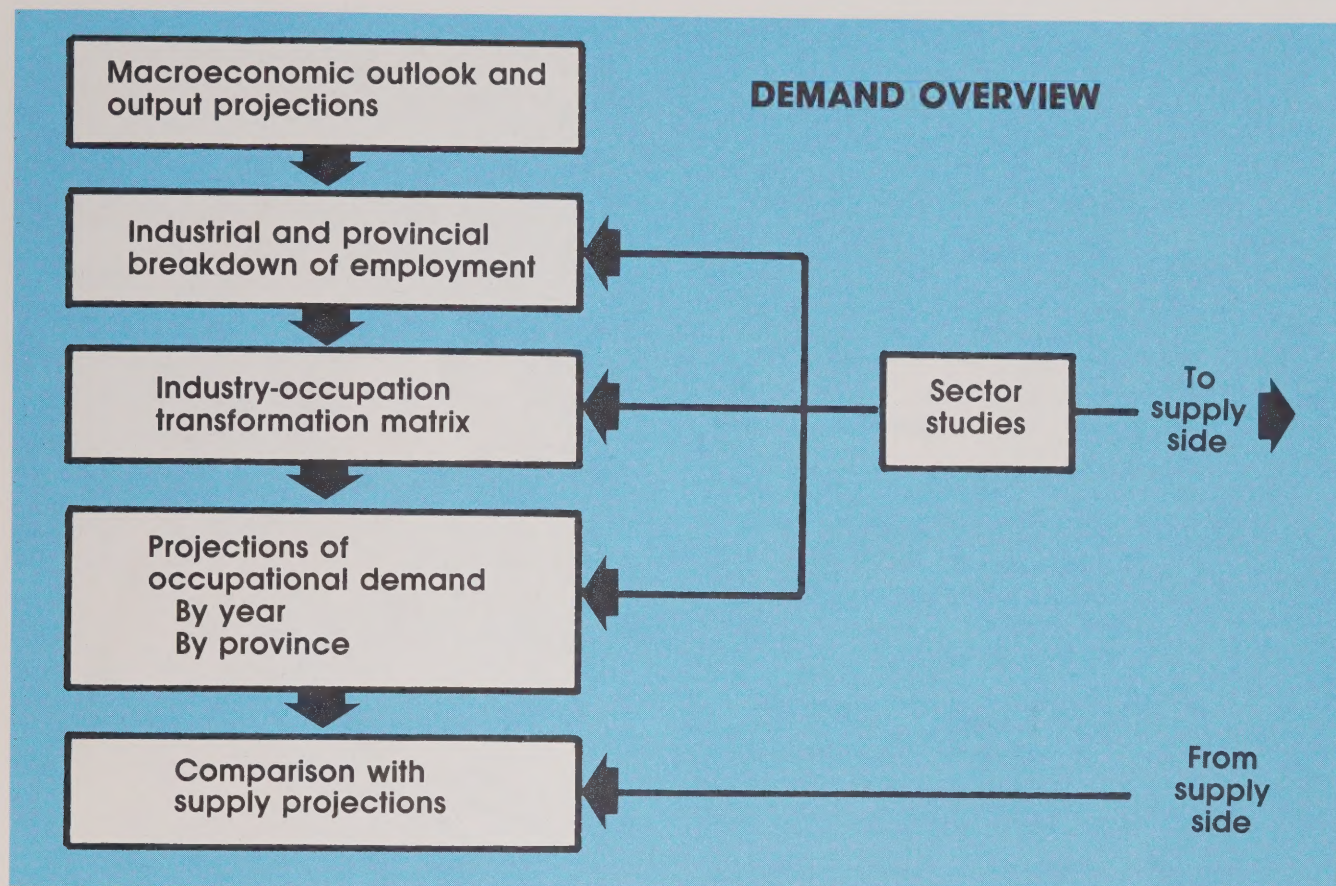 DEMAND OVERVIEW
Macroeconomic outlook and
output projections
Industrial and provincial
breakdown of employment
Industry-occupation
transformation matrix
Sector
studies
To
supply
side
Projections of
occupational demand
By year
By province
Comparison with
supply projections
From
supply
side